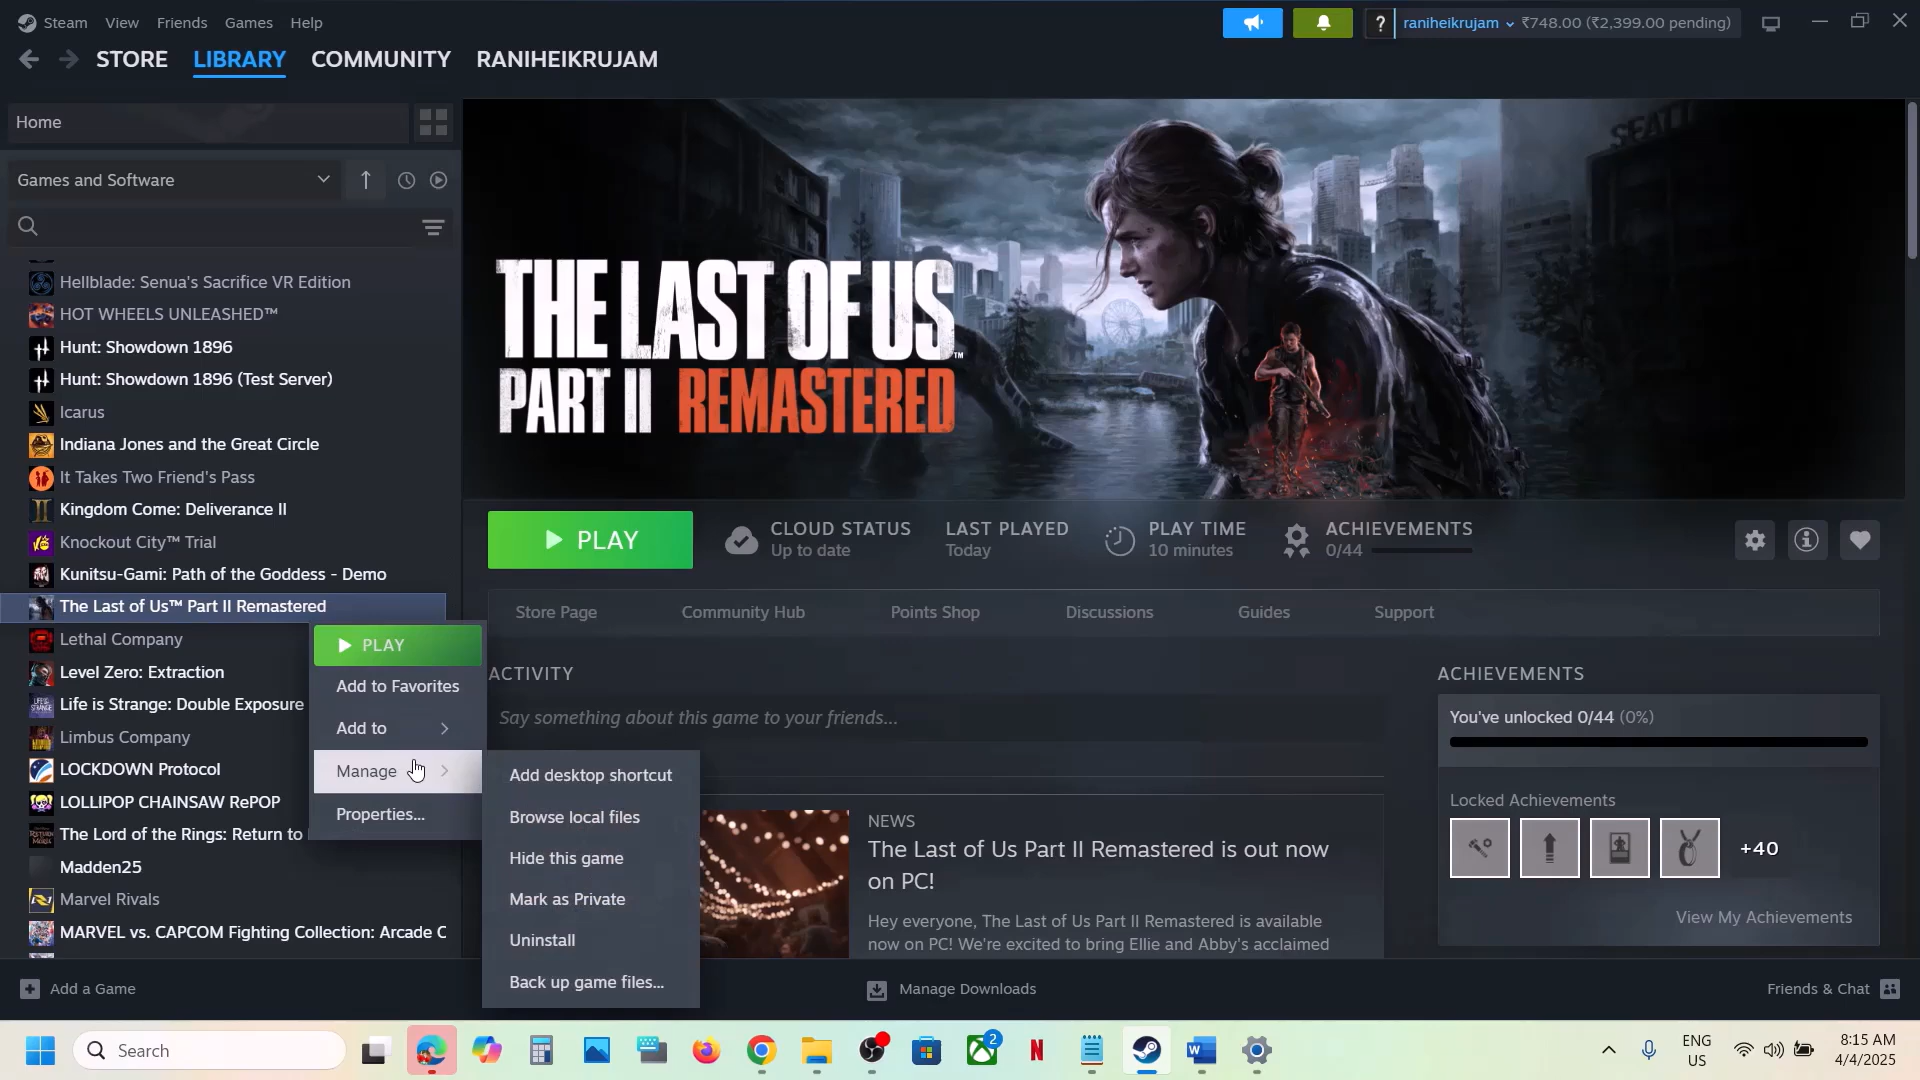 Steam View Friends Games Help
? raniheikrujam ₹748.00 (₹2,399.00 pending)
STORE LIBRARY COMMUNITY RANIHEIKRUJAM
Home
Games and Software
Hellblade: Senua's Sacrifice VR Edition
HOT WHEELS UNLEASHED™
Hunt: Showdown 1896
Hunt: Showdown 1896 (Test Server)
Icarus
Indiana Jones and the Great Circle
It Takes Two Friend's Pass
Kingdom Come: Deliverance II
Knockout City™ Trial
Kunitsu-Gami: Path of the Goddess - Demo
The Last of Us™ Part II Remastered
Lethal Company
Level Zero: Extraction
Life is Strange: Double Exposure
Limbus Company
LOCKDOWN Protocol
LOLLIPOP CHAINSAW RePOP
The Lord of the Rings: Return to
Madden25
Marvel Rivals
MARVEL vs. CAPCOM Fighting Collection: Arcade C
PLAY
Add to Favorites
Add to
Manage
Properties...
Add desktop shortcut
Browse local files
Hide this game
Mark as Private
Uninstall
Back up game files...
SEATTL
THE LAST OF US™
PART II REMASTERED
PLAY
CLOUD STATUS
Up to date
LAST PLAYED
Today
PLAY TIME
10 minutes
ACHIEVEMENTS
0/44
Store Page Community Hub Points Shop Discussions Guides Support
ACTIVITY
Say something about this game to your friends...
NEWS
The Last of Us Part II Remastered is out now
on PC!
Hey everyone, The Last of Us Part II Remastered is available
now on PC! We're excited to bring Ellie and Abby's acclaimed
ACHIEVEMENTS
You've unlocked 0/44 (0%)
Locked Achievements
+40
View My Achievements
Add a Game
Manage Downloads
Friends & Chat
Search
2
ENG
US
8:15 AM
4/4/2025